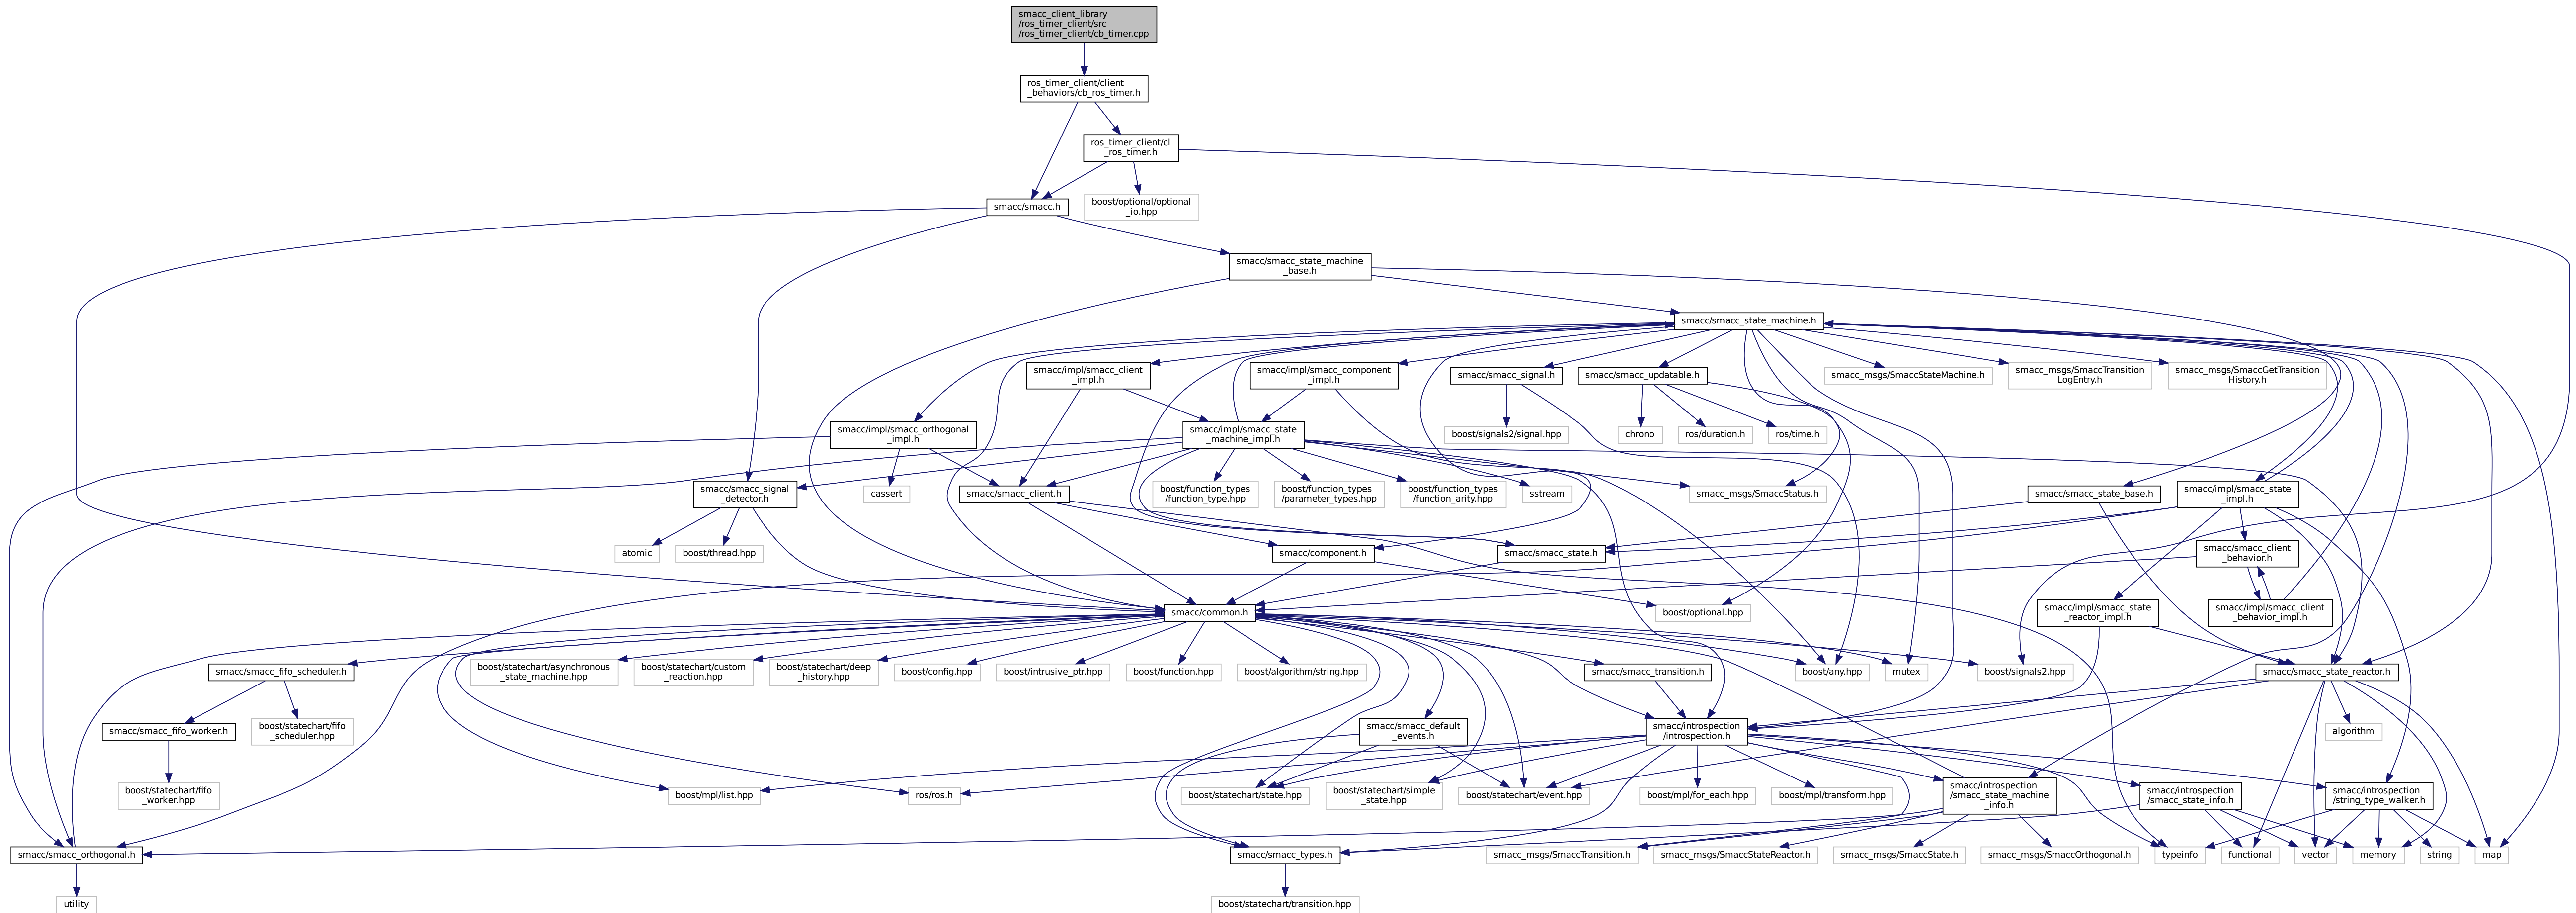 smacc_client_library
/ros_timer_client/src
/ros_timer_client/cb_timer.cpp
ros_timer_client/client
_behaviors/cb_ros_timer.h
ros_timer_client/cl
_ros_timer.h
smacc/smacc.h
boost/optional/optional
_io.hpp
smacc/smacc_state_machine
_base.h
smacc/smacc_state_machine.h
smacc/impl/smacc_client
_impl.h
smacc/impl/smacc_component
_impl.h
smacc/smacc_signal.h
smacc/smacc_updatable.h
smacc_msgs/SmaccStateMachine.h
smacc_msgs/SmaccTransition
LogEntry.h
smacc_msgs/SmaccGetTransition
History.h
smacc/impl/smacc_orthogonal
_impl.h
smacc/impl/smacc_state
_machine_impl.h
boost/signals2/signal.hpp
chrono
ros/duration.h
ros/time.h
smacc/smacc_signal
_detector.h
cassert
smacc/smacc_client.h
boost/function_types
/function_type.hpp
boost/function_types
/parameter_types.hpp
boost/function_types
/function_arity.hpp
sstream
smacc_msgs/SmaccStatus.h
smacc/smacc_state_base.h
smacc/impl/smacc_state
_impl.h
atomic
boost/thread.hpp
smacc/component.h
smacc/smacc_state.h
smacc/smacc_client
_behavior.h
smacc/common.h
boost/optional.hpp
smacc/impl/smacc_state
_reactor_impl.h
smacc/impl/smacc_client
_behavior_impl.h
smacc/smacc_fifo_scheduler.h
boost/statechart/asynchronous
_state_machine.hpp
boost/statechart/custom
_reaction.hpp
boost/statechart/deep
_history.hpp
boost/config.hpp
boost/intrusive_ptr.hpp
boost/function.hpp
boost/algorithm/string.hpp
smacc/smacc_transition.h
boost/any.hpp
mutex
boost/signals2.hpp
smacc/smacc_state_reactor.h
smacc/smacc_fifo_worker.h
boost/statechart/fifo
_scheduler.hpp
smacc/smacc_default
_events.h
smacc/introspection
/introspection.h
algorithm
boost/statechart/fifo
_worker.hpp
boost/mpl/list.hpp
ros/ros.h
boost/statechart/state.hpp
boost/statechart/simple
_state.hpp
boost/statechart/event.hpp
boost/mpl/for_each.hpp
boost/mpl/transform.hpp
smacc/introspection
/smacc_state_machine
_info.h
smacc/introspection
/smacc_state_info.h
smacc/introspection
/string_type_walker.h
smacc/smacc_orthogonal.h
smacc/smacc_types.h
smacc_msgs/SmaccTransition.h
smacc_msgs/SmaccStateReactor.h
smacc_msgs/SmaccState.h
smacc_msgs/SmaccOrthogonal.h
typeinfo
functional
vector
memory
string
map
utility
boost/statechart/transition.hpp